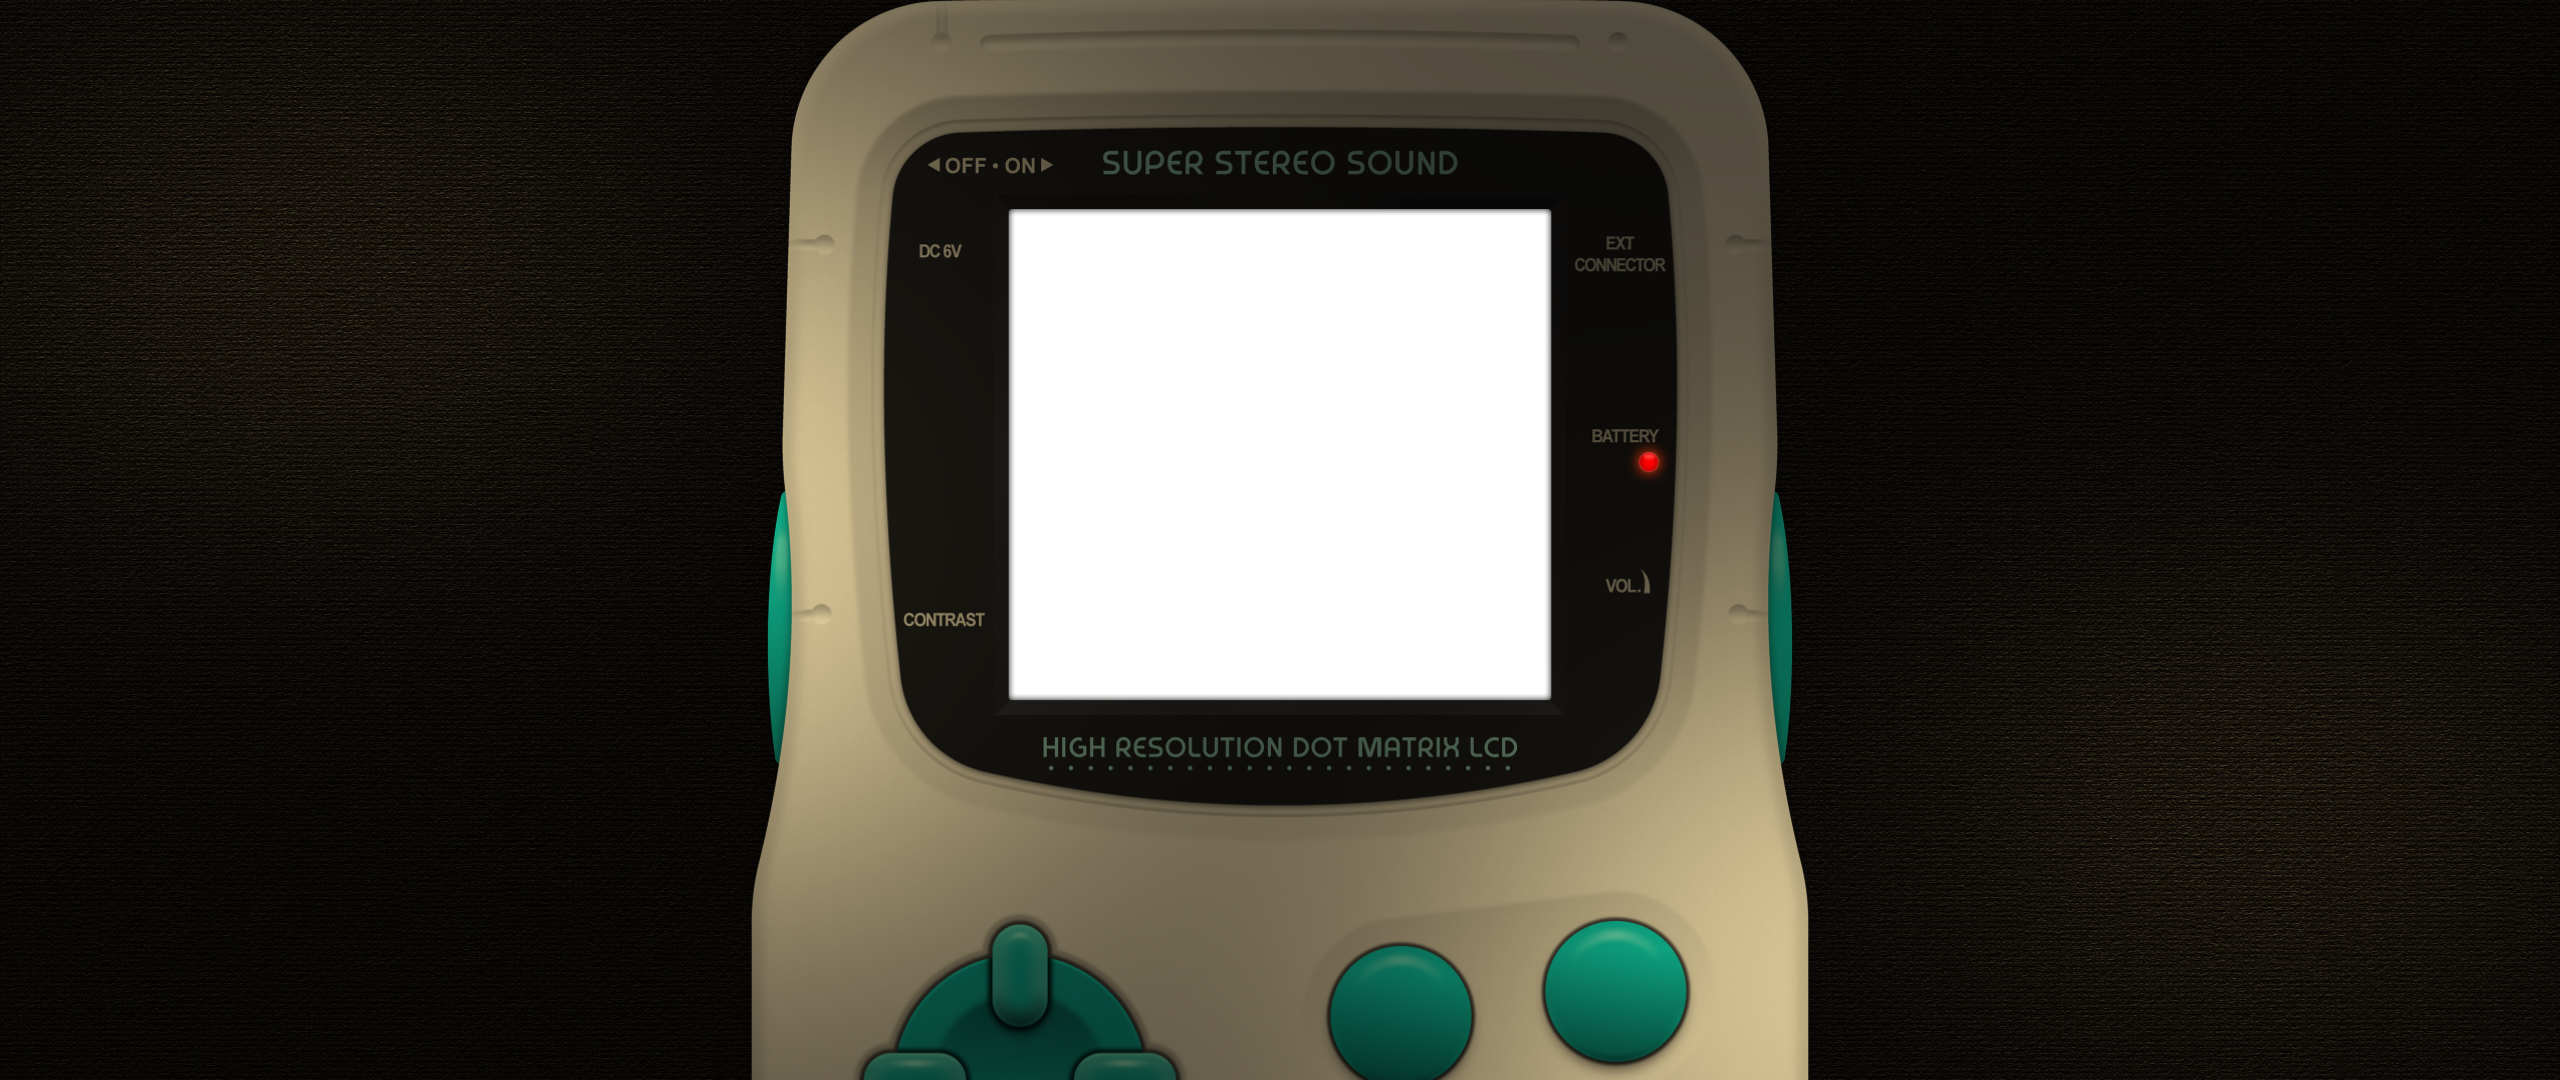 ◀OFF • ON▶
SUPER STEREO SOUND
DC 6V
EXT
CONNECTOR
BATTERY
VOL.
CONTRAST
HIGH RESOLUTION DOT MATRIX LCD